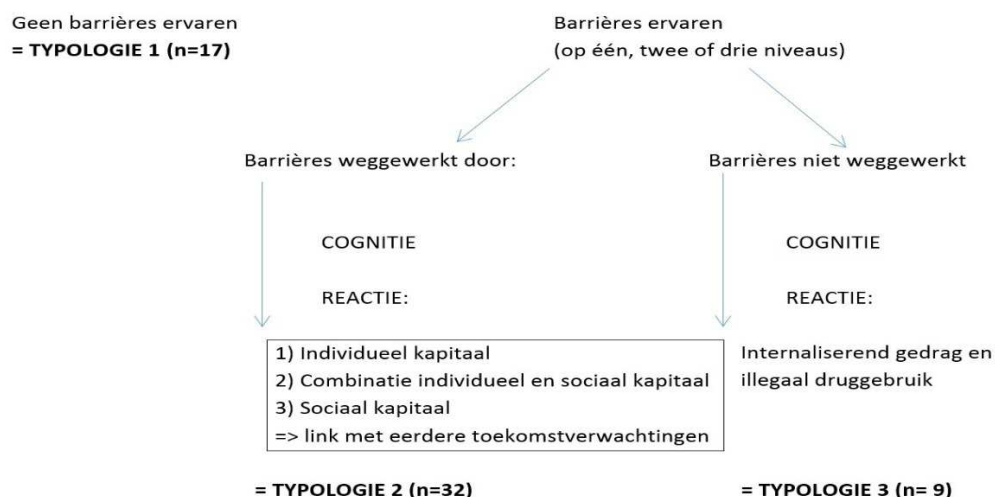 Geen barrières ervaren
= TYPOLOGIE 1 (n=17)
Barrières ervaren
(op één, twee of drie niveaus)
Barrières weggewerkt door:
Barrières niet weggewerkt
COGNITIE
COGNITIE
REACTIE:
REACTIE:
1) Individueel kapitaal
2) Combinatie individueel en sociaal kapitaal
3) Sociaal kapitaal
=> link met eerdere toekomstverwachtingen
Internaliserend gedrag en
illegaal druggebruik
= TYPOLOGIE 2 (n=32)
= TYPOLOGIE 3 (n= 9)